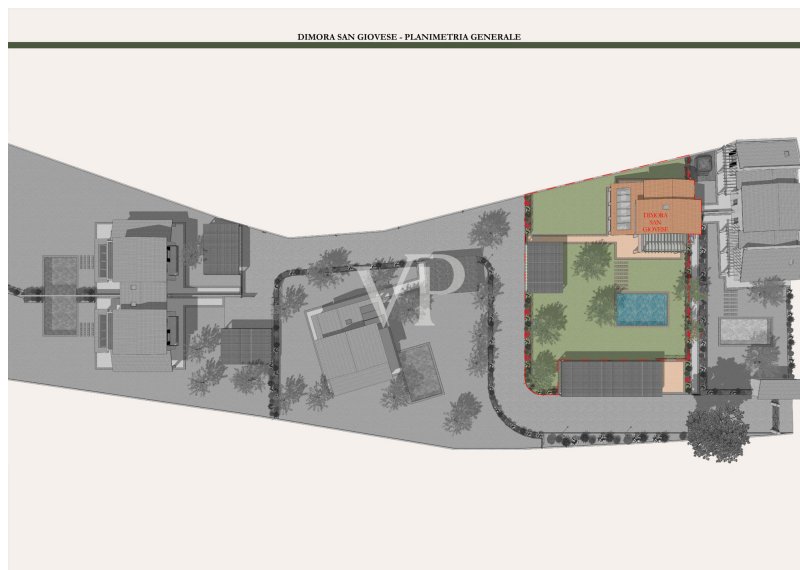 DIMORA SAN GIOVESE - PLANIMETRIA GENERALE
DIMORA
SAN
GIOVESE
VP